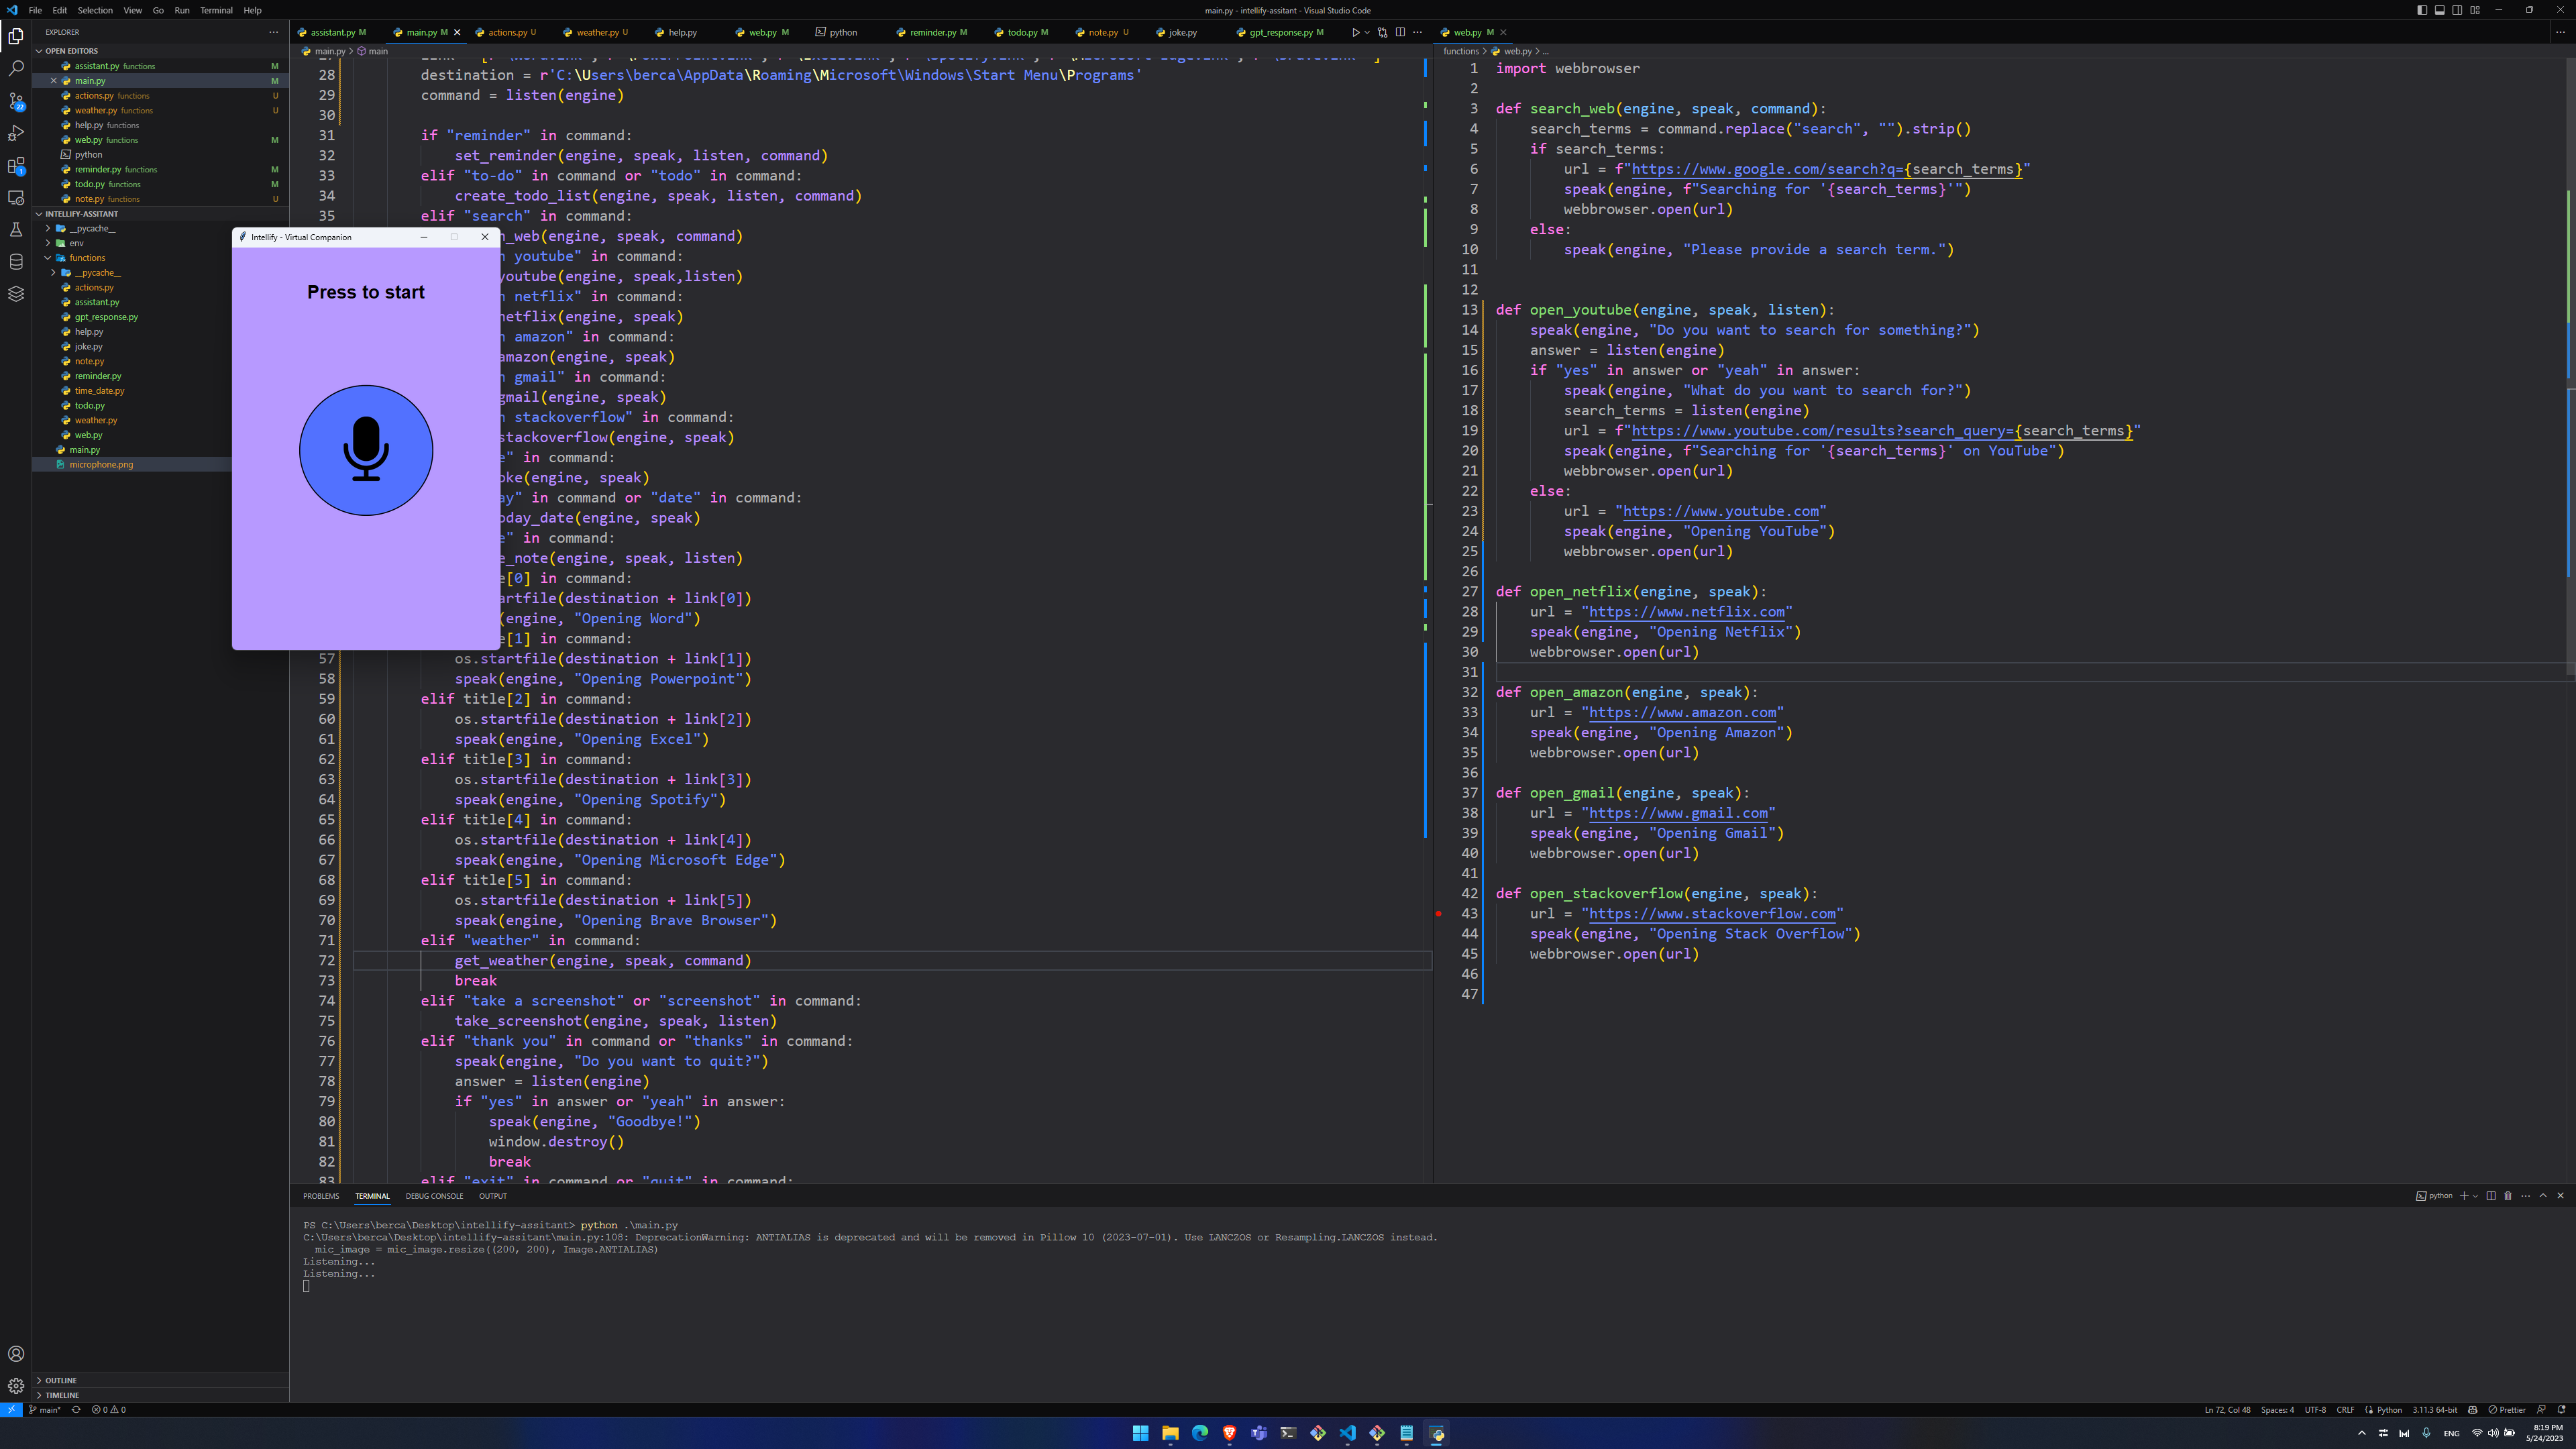 File Edit Selection View Go Run Terminal Help
main.py - intellify-assitant - Visual Studio Code
EXPLORER
OPEN EDITORS
assistant.py functions M
main.py M
actions.py functions U
weather.py functions U
help.py functions
web.py functions M
python
reminder.py functions M
todo.py functions M
note.py functions U
INTELLIFY-ASSITANT
__pycache__
env
functions
__pycache__
actions.py
assistant.py
gpt_response.py
help.py
joke.py
note.py
reminder.py
time_date.py
todo.py
weather.py
web.py
main.py
microphone.png
OUTLINE
TIMELINE
Intellify - Virtual Companion
Press to start
assistant.py M main.py M actions.py U weather.py U help.py web.py M python reminder.py M todo.py M note.py U joke.py gpt_response.py M
main.py > main
28 destination = r'C:\Users\berca\AppData\Roaming\Microsoft\Windows\Start Menu\Programs'
29 command = listen(engine)
30
31 if "reminder" in command:
32 set_reminder(engine, speak, listen, command)
33 elif "to-do" in command or "todo" in command:
34 create_todo_list(engine, speak, listen, command)
35 elif "search" in command:
_web(engine, speak, command)
youtube" in command:
youtube(engine, speak,listen)
netflix" in command:
netflix(engine, speak)
amazon" in command:
amazon(engine, speak)
gmail" in command:
gmail(engine, speak)
stackoverflow" in command:
stackoverflow(engine, speak)
" in command:
oke(engine, speak)
ay" in command or "date" in command:
oday_date(engine, speak)
e" in command:
e_note(engine, speak, listen)
e[0] in command:
artfile(destination + link[0])
(engine, "Opening Word")
e[1] in command:
57 os.startfile(destination + link[1])
58 speak(engine, "Opening Powerpoint")
59 elif title[2] in command:
60 os.startfile(destination + link[2])
61 speak(engine, "Opening Excel")
62 elif title[3] in command:
63 os.startfile(destination + link[3])
64 speak(engine, "Opening Spotify")
65 elif title[4] in command:
66 os.startfile(destination + link[4])
67 speak(engine, "Opening Microsoft Edge")
68 elif title[5] in command:
69 os.startfile(destination + link[5])
70 speak(engine, "Opening Brave Browser")
71 elif "weather" in command:
72 get_weather(engine, speak, command)
73 break
74 elif "take a screenshot" or "screenshot" in command:
75 take_screenshot(engine, speak, listen)
76 elif "thank you" in command or "thanks" in command:
77 speak(engine, "Do you want to quit?")
78 answer = listen(engine)
79 if "yes" in answer or "yeah" in answer:
80 speak(engine, "Goodbye!")
81 window.destroy()
82 break
83 elif "exit" in command or "quit" in command:
web.py M
functions > web.py > ...
1 import webbrowser
2
3 def search_web(engine, speak, command):
4 search_terms = command.replace("search", "").strip()
5 if search_terms:
6 url = f"https://www.google.com/search?q={search_terms}"
7 speak(engine, f"Searching for '{search_terms}'")
8 webbrowser.open(url)
9 else:
10 speak(engine, "Please provide a search term.")
11
12
13 def open_youtube(engine, speak, listen):
14 speak(engine, "Do you want to search for something?")
15 answer = listen(engine)
16 if "yes" in answer or "yeah" in answer:
17 speak(engine, "What do you want to search for?")
18 search_terms = listen(engine)
19 url = f"https://www.youtube.com/results?search_query={search_terms}"
20 speak(engine, f"Searching for '{search_terms}' on YouTube")
21 webbrowser.open(url)
22 else:
23 url = "https://www.youtube.com"
24 speak(engine, "Opening YouTube")
25 webbrowser.open(url)
26
27 def open_netflix(engine, speak):
28 url = "https://www.netflix.com"
29 speak(engine, "Opening Netflix")
30 webbrowser.open(url)
31
32 def open_amazon(engine, speak):
33 url = "https://www.amazon.com"
34 speak(engine, "Opening Amazon")
35 webbrowser.open(url)
36
37 def open_gmail(engine, speak):
38 url = "https://www.gmail.com"
39 speak(engine, "Opening Gmail")
40 webbrowser.open(url)
41
42 def open_stackoverflow(engine, speak):
43 url = "https://www.stackoverflow.com"
44 speak(engine, "Opening Stack Overflow")
45 webbrowser.open(url)
46
47
PROBLEMS TERMINAL DEBUG CONSOLE OUTPUT
python
PS C:\Users\berca\Desktop\intellify-assitant> python .\main.py
C:\Users\berca\Desktop\intellify-assitant\main.py:108: DeprecationWarning: ANTIALIAS is deprecated and will be removed in Pillow 10 (2023-07-01). Use LANCZOS or Resampling.LANCZOS instead.
mic_image = mic_image.resize((200, 200), Image.ANTIALIAS)
Listening...
Listening...
main* 0 0
Ln 72, Col 48 Spaces: 4 UTF-8 CRLF Python 3.11.3 64-bit Prettier
ENG
8:19 PM
5/24/2023